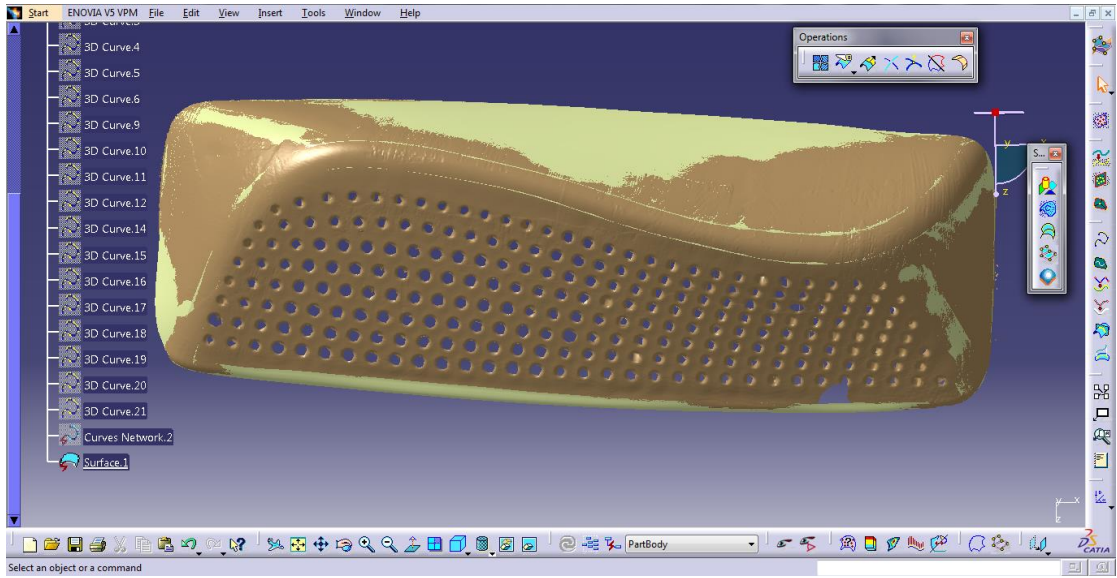 Start ENOVIA V5 VPM File Edit View Insert Tools Window Help
3D Curve.4
3D Curve.5
3D Curve.6
3D Curve.9
3D Curve.10
3D Curve.11
3D Curve.12
3D Curve.14
3D Curve.15
3D Curve.16
3D Curve.17
3D Curve.18
3D Curve.19
3D Curve.20
3D Curve.21
Curves Network.2
Surface.1
Operations
S...
y
z
y x
z
PartBody
CATIA
Select an object or a command